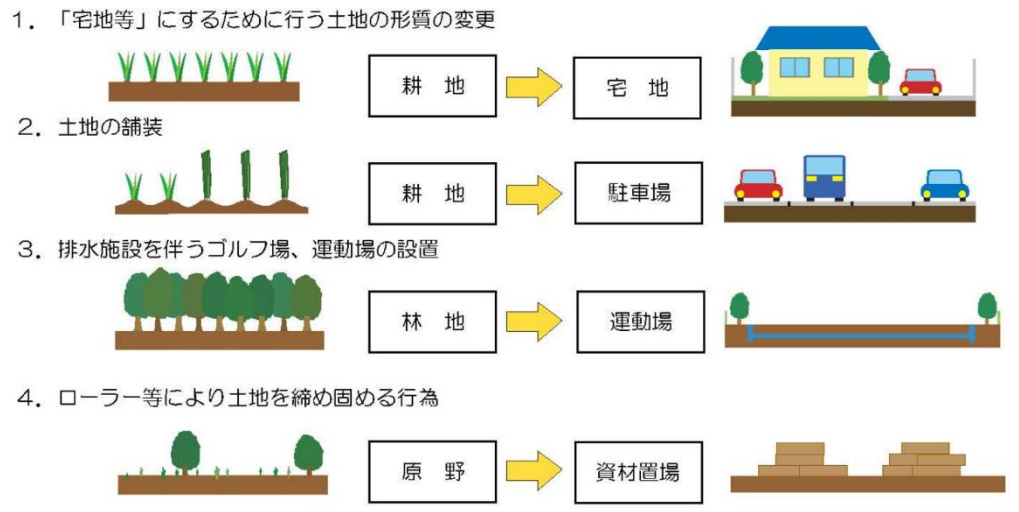 1.「宅地等」にするために行う土地の形質の変更
耕 地
宅 地
2.土地の舗装
耕 地
駐車場
3.排水施設を伴うゴルフ場、運動場の設置
林 地
運動場
4.ローラー等により土地を締め固める行為
原 野
資材置場